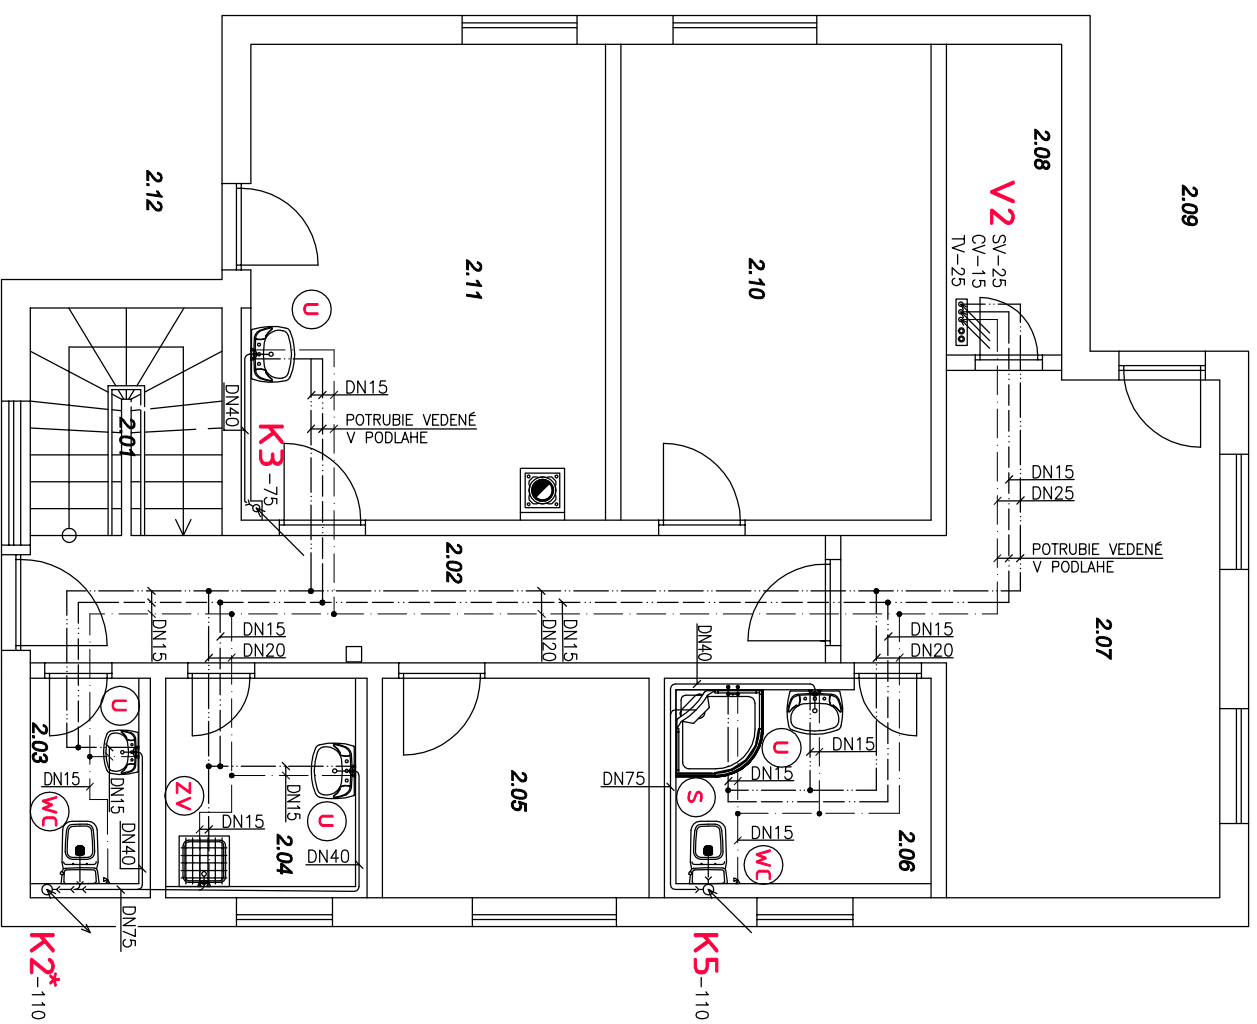 2.08
2.12
2.09
V2
SV-25
CV-15
TV-25
2.11
2.10
U
DN15
DN40
POTRUBIE VEDENÉ
V PODLAHE
2.01
K3-75
DN15
DN25
2.02
POTRUBIE VEDENÉ
V PODLAHE
DN15
DN15
DN20
DN20
DN15
DN40
DN15
DN20
2.07
U
2.03
DN15
DN15
WC
DN40
ZV
DN15
DN15
U
2.04
DN40
2.05
DN75
U
DN15
DN15
S
DN15
WC
2.06
DN75
K2*-110
K5-110